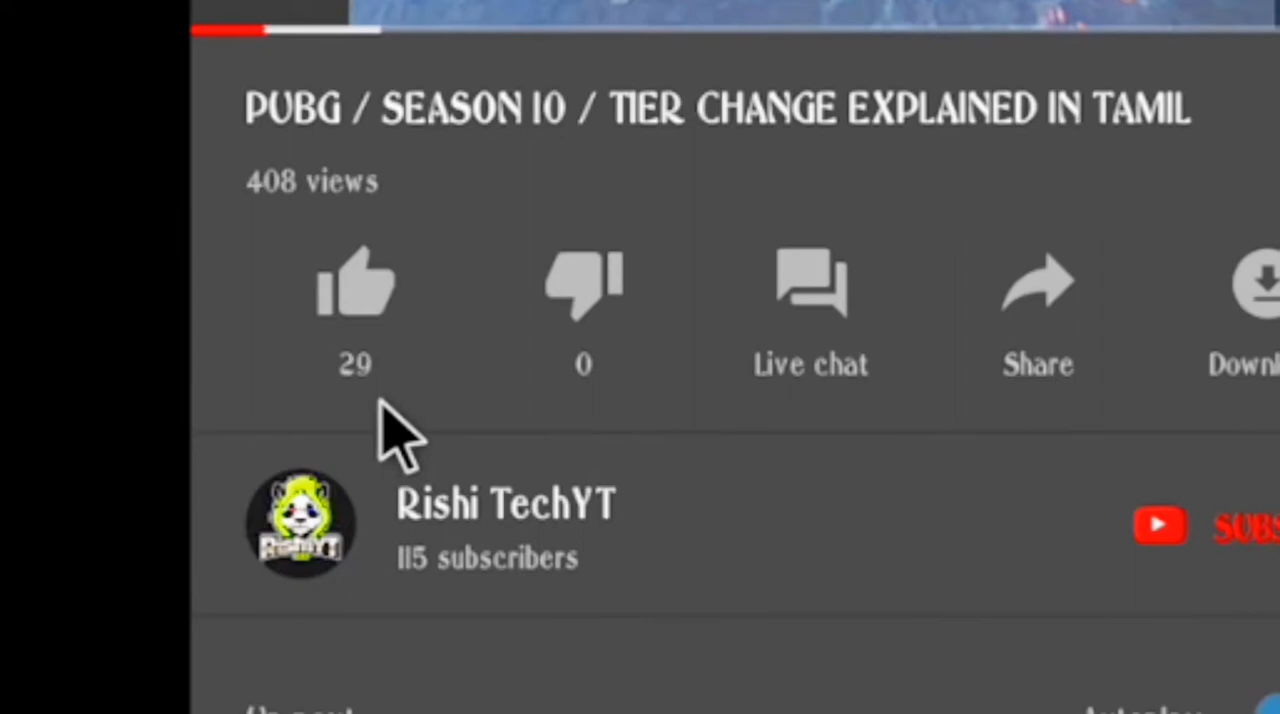 PUBG / SEASON 10 / TIER CHANGE EXPLAINED IN TAMIL
408 views
29 0 Live chat Share
RISHIYT
Rishi TechYT
115 subscribers